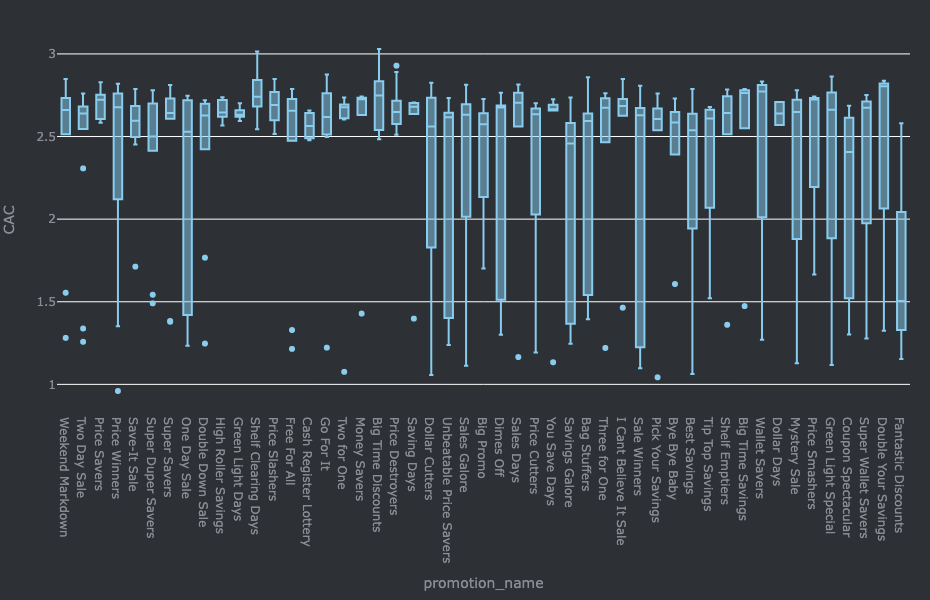 3
2.5
2
1.5
1
CAC
Weekend Markdown
Two Day Sale
Price Savers
Price Winners
Save-It Sale
Super Duper Savers
Super Savers
One Day Sale
Double Down Sale
High Roller Savings
Green Light Days
Shelf Clearing Days
Price Slashers
Free For All
Cash Register Lottery
Go For It
Two for One
Money Savers
Big Time Discounts
Price Destroyers
Saving Days
Dollar Cutters
Unbeatable Price Savers
Sales Galore
Big Promo
Dimes Off
Sales Days
Price Cutters
You Save Days
Savings Galore
Bag Stuffers
Three for One
I Cant Believe It Sale
Sale Winners
Pick Your Savings
Bye Bye Baby
Best Savings
Tip Top Savings
Shelf Emptiers
Big Time Savings
Wallet Savers
Dollar Days
Mystery Sale
Price Smashers
Green Light Special
Coupon Spectacular
Super Wallet Savers
Double Your Savings
Fantastic Discounts
promotion_name